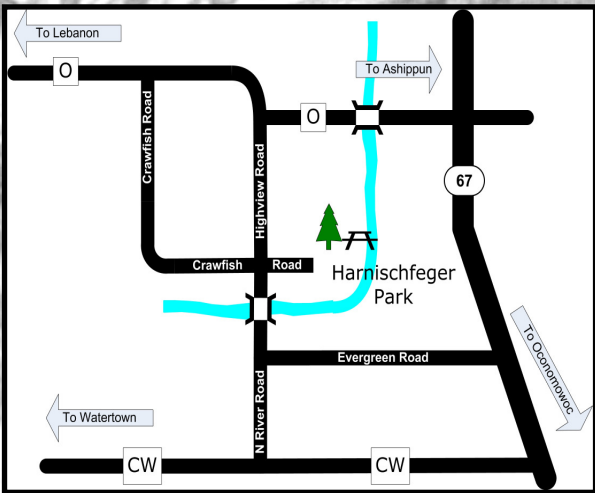 To Lebanon
O
To Ashippun
O
Crawfish Road
Highview Road
67
Crawfish Road
Harnischfeger
Park
To Oconomowoc
Evergreen Road
To Watertown
N River Road
CW
CW